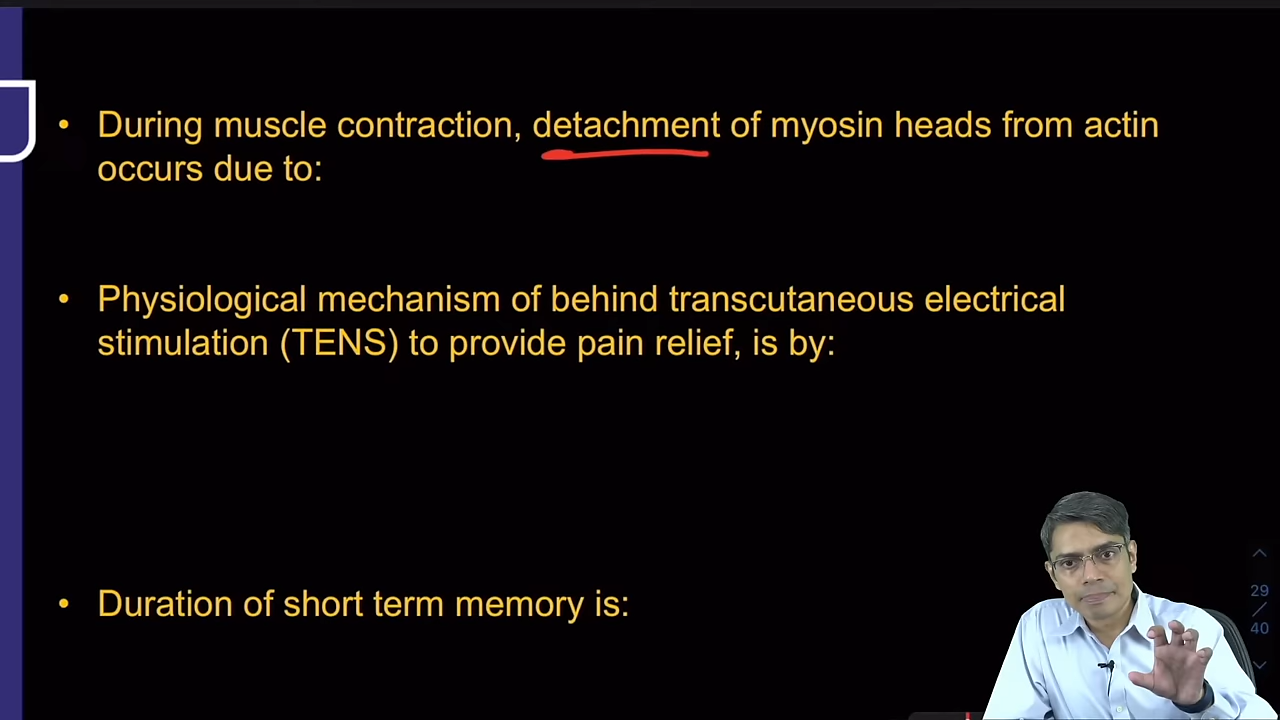 • During muscle contraction, detachment of myosin heads from actin
occurs due to:
• Physiological mechanism of behind transcutaneous electrical
stimulation (TENS) to provide pain relief, is by:
• Duration of short term memory is:
29
/
40